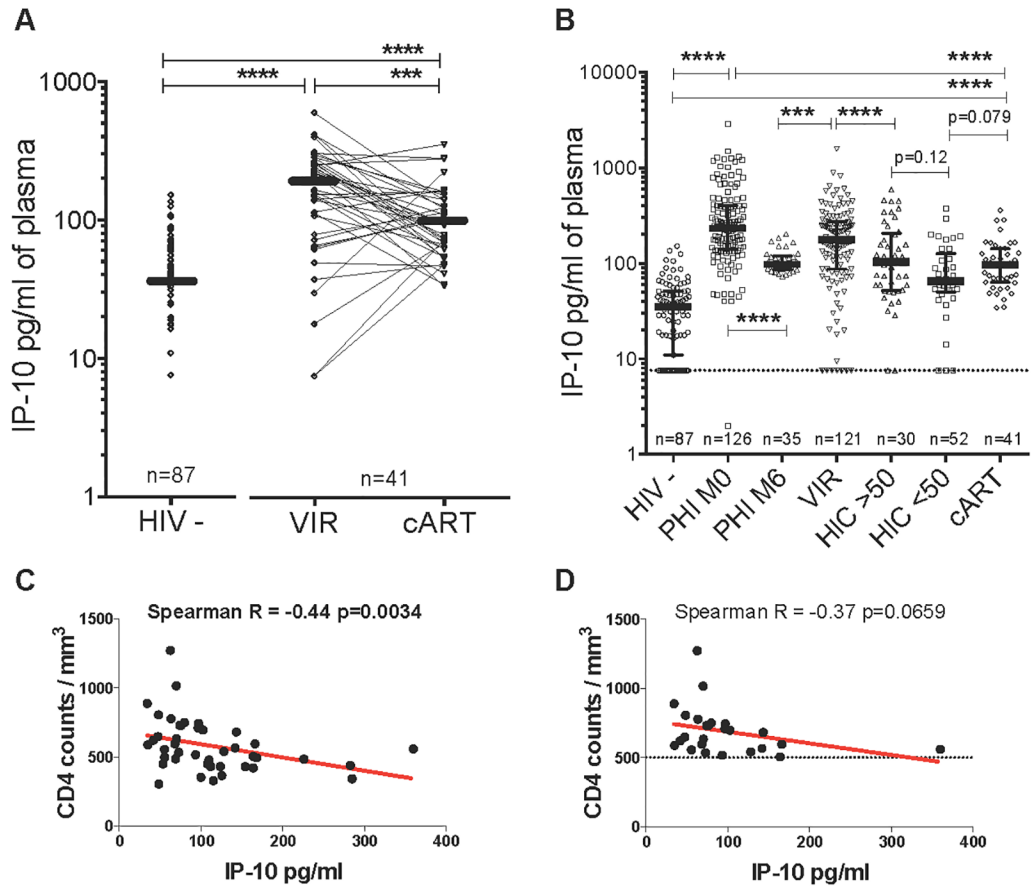 A
****
**** ***
IP-10 pg/ml of plasma
1000
100
10
1
n=87 n=41
HIV - VIR cART
B
**** ****
****
*** **** p=0.079
p=0.12
****
IP-10 pg/ml of plasma
10000
1000
100
10
1
n=87 n=126 n=35 n=121 n=30 n=52 n=41
HIV - PHI M0 PHI M6 VIR HIC >50 HIC <50 cART
C
Spearman R = -0.44 p=0.0034
CD4 counts / mm³
1500
1000
500
0
0 100 200 300 400
IP-10 pg/ml
D
Spearman R = -0.37 p=0.0659
CD4 counts / mm³
1500
1000
500
0
0 100 200 300 400
IP-10 pg/ml